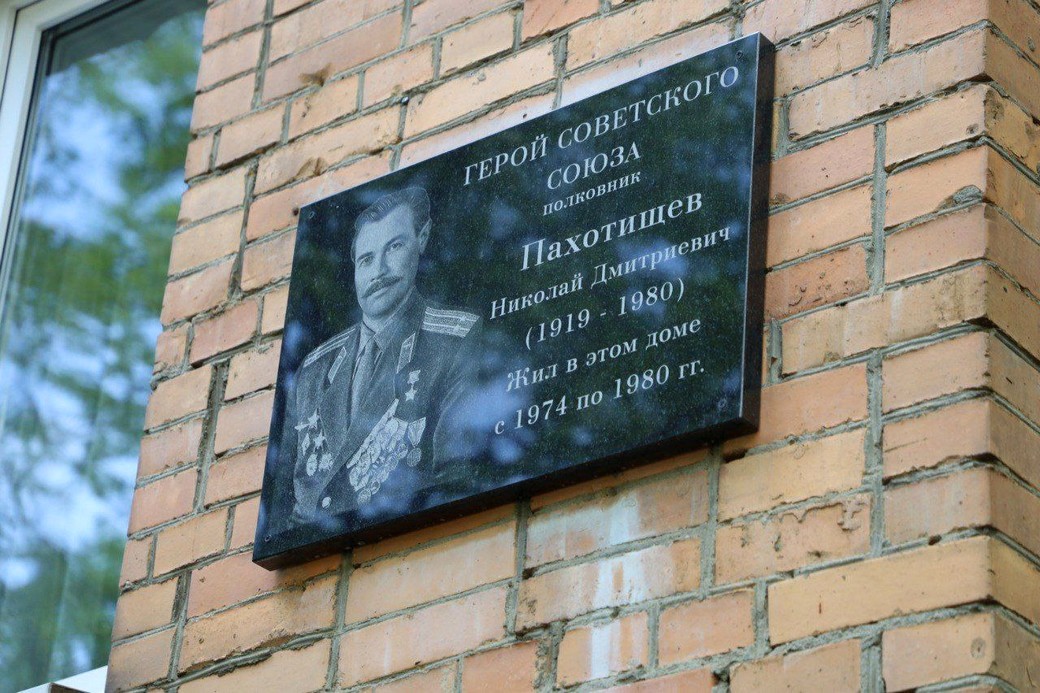 ГЕРОЙ СОВЕТСКОГО
СОЮЗА
полковник
Пахотищев
Николай Дмитриевич
(1919 - 1980)
Жил в этом доме
с 1974 по 1980 гг.